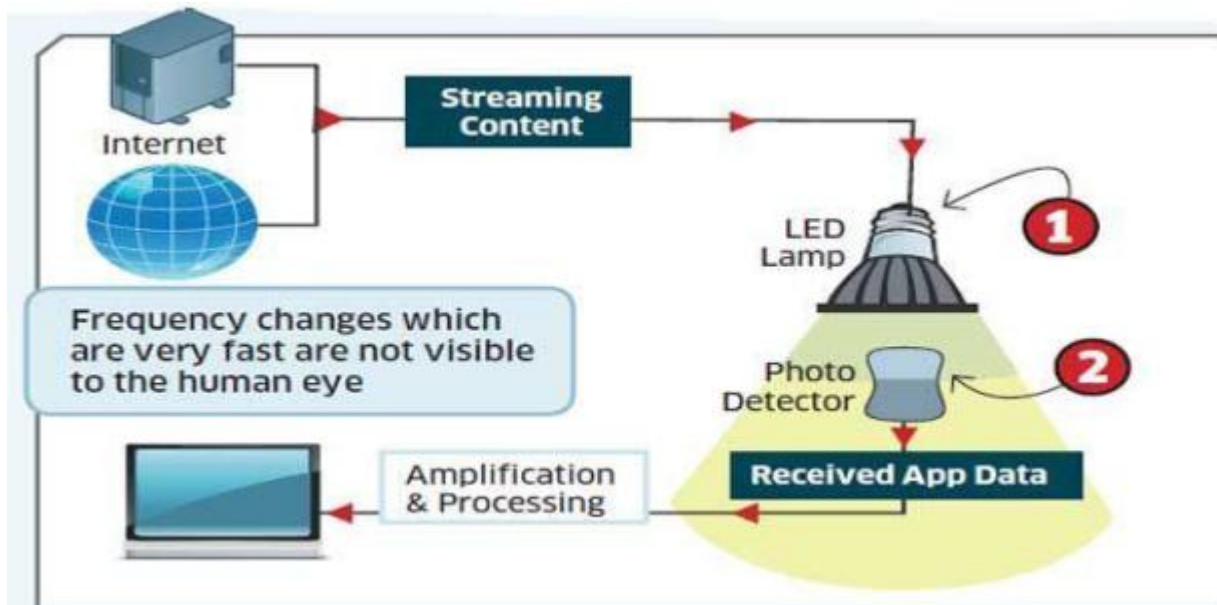 Streaming
Content
Internet
LED
Lamp
1
Frequency changes which
are very fast are not visible
to the human eye
Photo
Detector
2
Amplification
& Processing
Received App Data